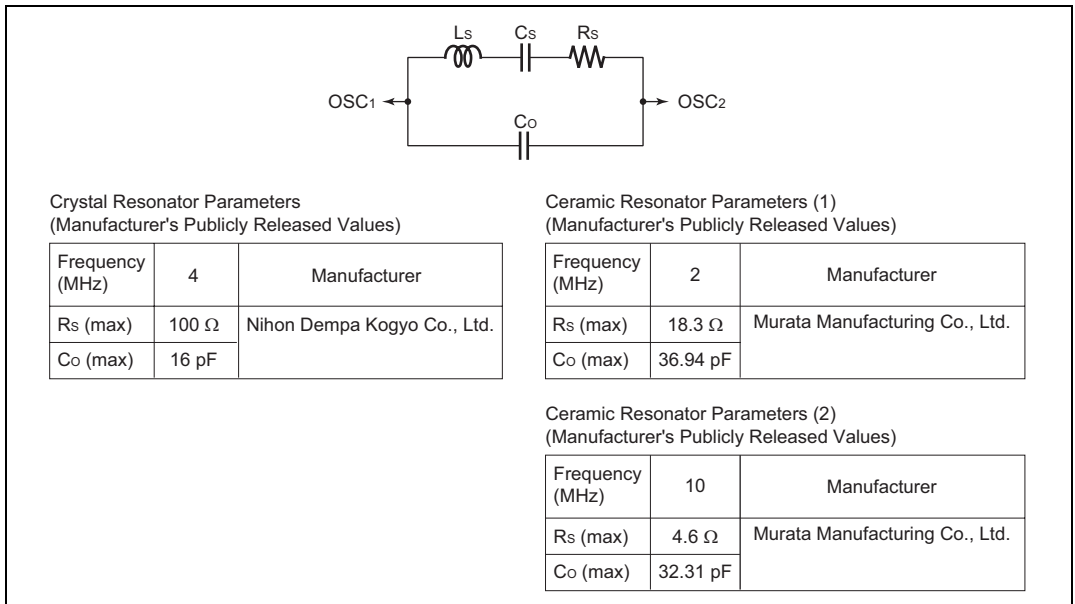 Ls Cs Rs
OSC1 OSC2
Co
Crystal Resonator Parameters
(Manufacturer's Publicly Released Values)
Frequency (MHz) 4 Manufacturer
Rs (max) 100 Ω Nihon Dempa Kogyo Co., Ltd.
Co (max) 16 pF
Ceramic Resonator Parameters (1)
(Manufacturer's Publicly Released Values)
Frequency (MHz) 2 Manufacturer
Rs (max) 18.3 Ω Murata Manufacturing Co., Ltd.
Co (max) 36.94 pF
Ceramic Resonator Parameters (2)
(Manufacturer's Publicly Released Values)
Frequency (MHz) 10 Manufacturer
Rs (max) 4.6 Ω Murata Manufacturing Co., Ltd.
Co (max) 32.31 pF